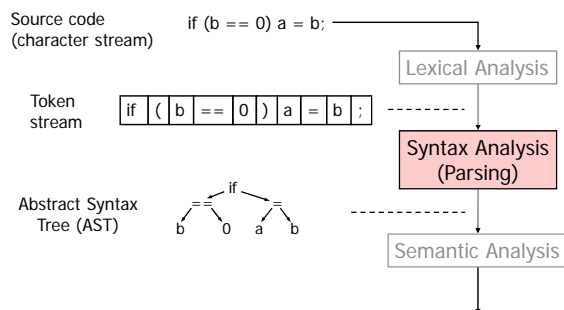 Source code
(character stream)
if (b == 0) a = b;
Lexical Analysis
Token
stream
if ( b == 0 ) a = b ;
Syntax Analysis
(Parsing)
Abstract Syntax
Tree (AST)
if
== =
b 0 a b
Semantic Analysis